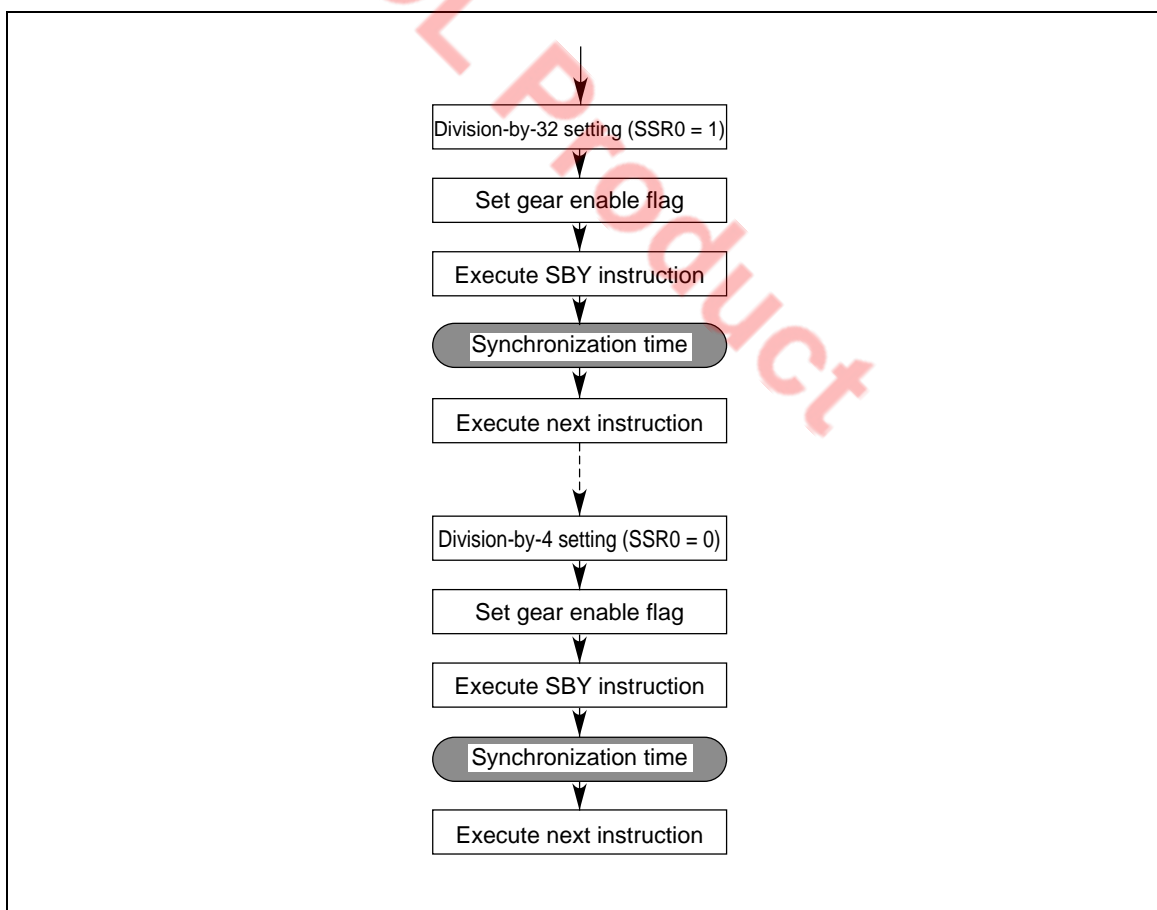 L Product
Division-by-32 setting (SSR0 = 1)
Set gear enable flag
Execute SBY instruction
Synchronization time
Execute next instruction
Division-by-4 setting (SSR0 = 0)
Set gear enable flag
Execute SBY instruction
Synchronization time
Execute next instruction